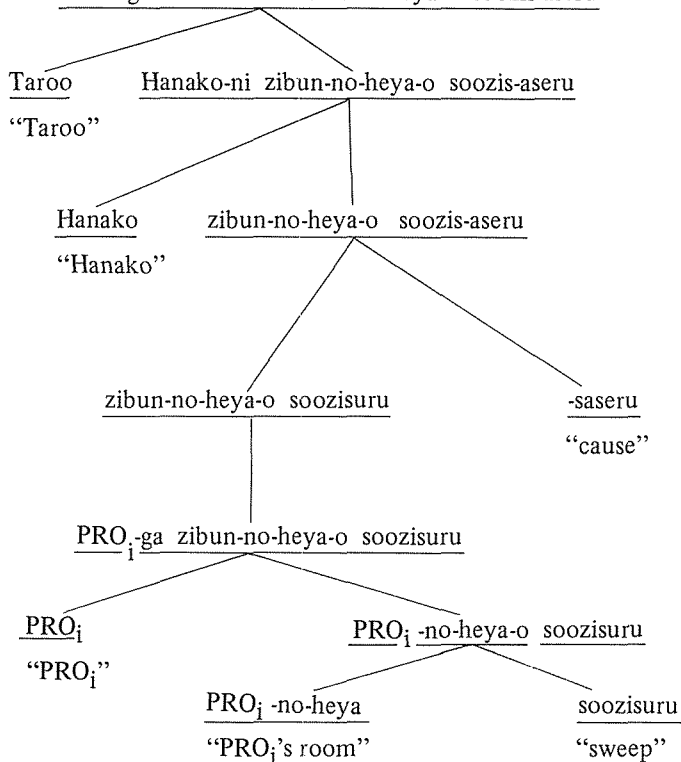 Taroo Hanako-ni zibun-no-heya-o soozis-aseru
“Taroo”
Hanako zibun-no-heya-o soozis-aseru
“Hanako”
zibun-no-heya-o soozisuru -saseru
“cause”
PROi-ga zibun-no-heya-o soozisuru
PROi PROi -no-heya-o soozisuru
“PROi”
PROi -no-heya soozisuru
“PROi's room” “sweep”